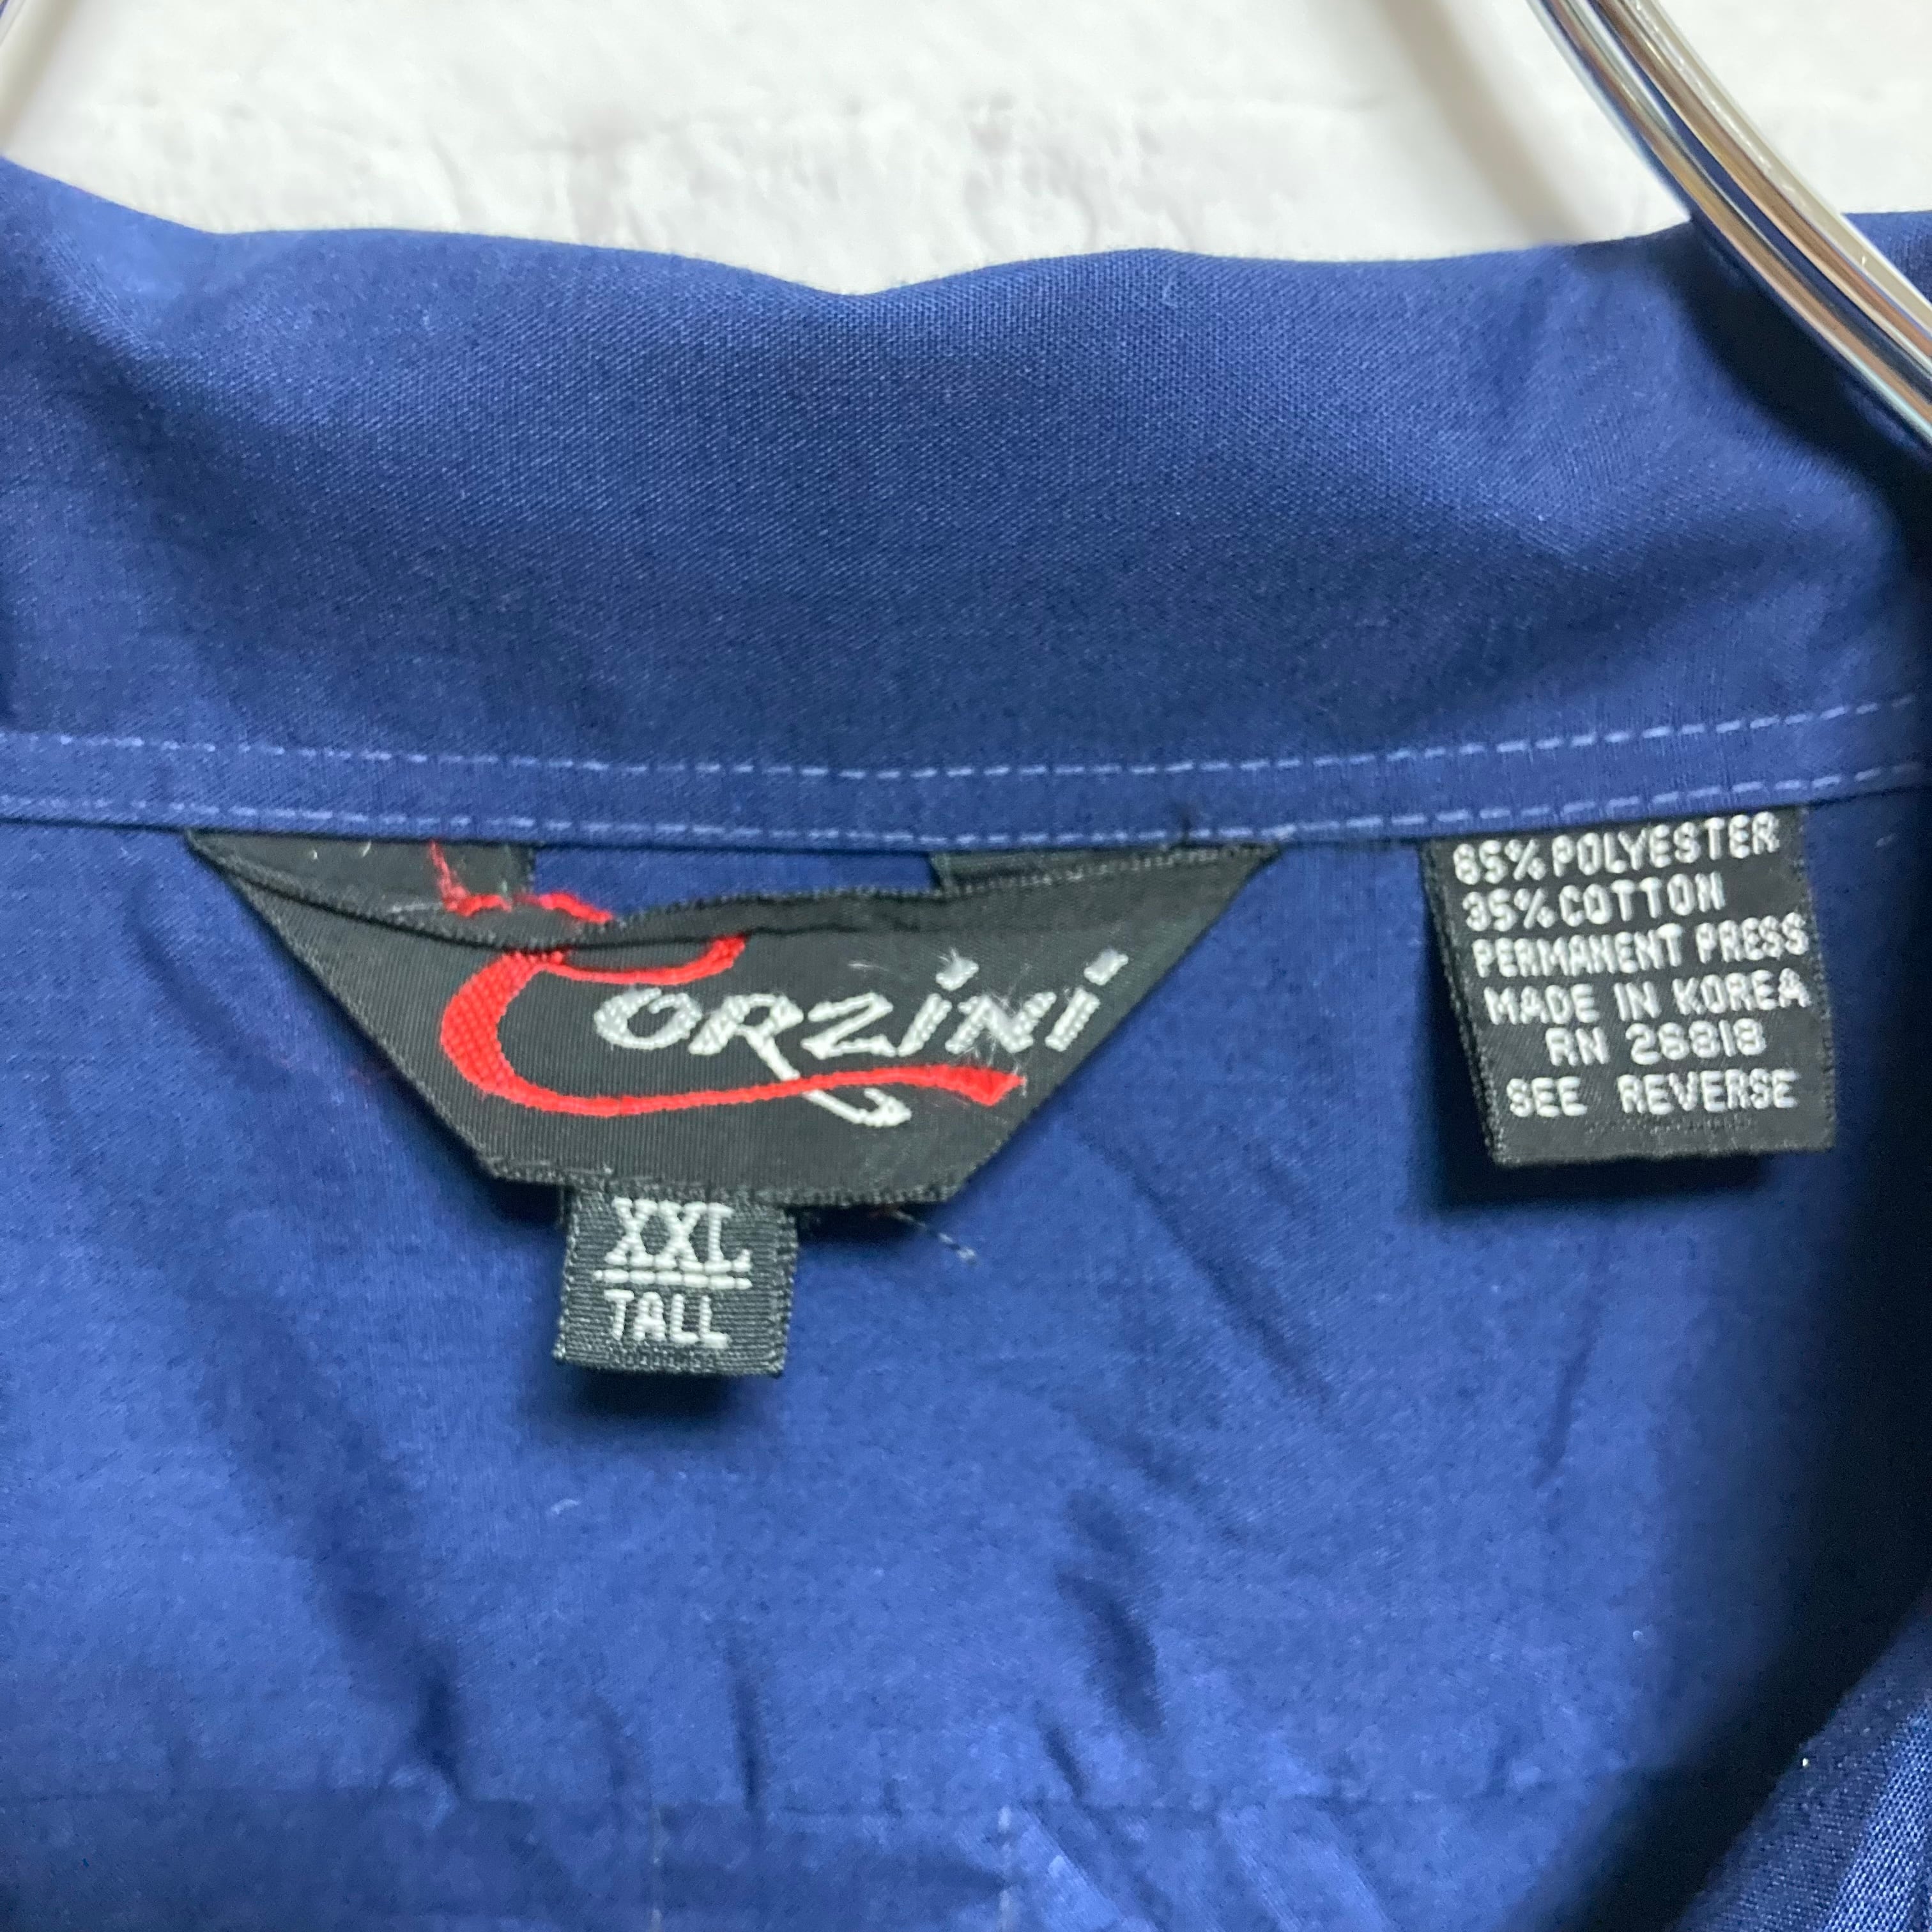 Corzini
XXL
TALL
65% POLYESTER
35% COTTON
PERMANENT PRESS
MADE IN KOREA
RN 26818
SEE REVERSE